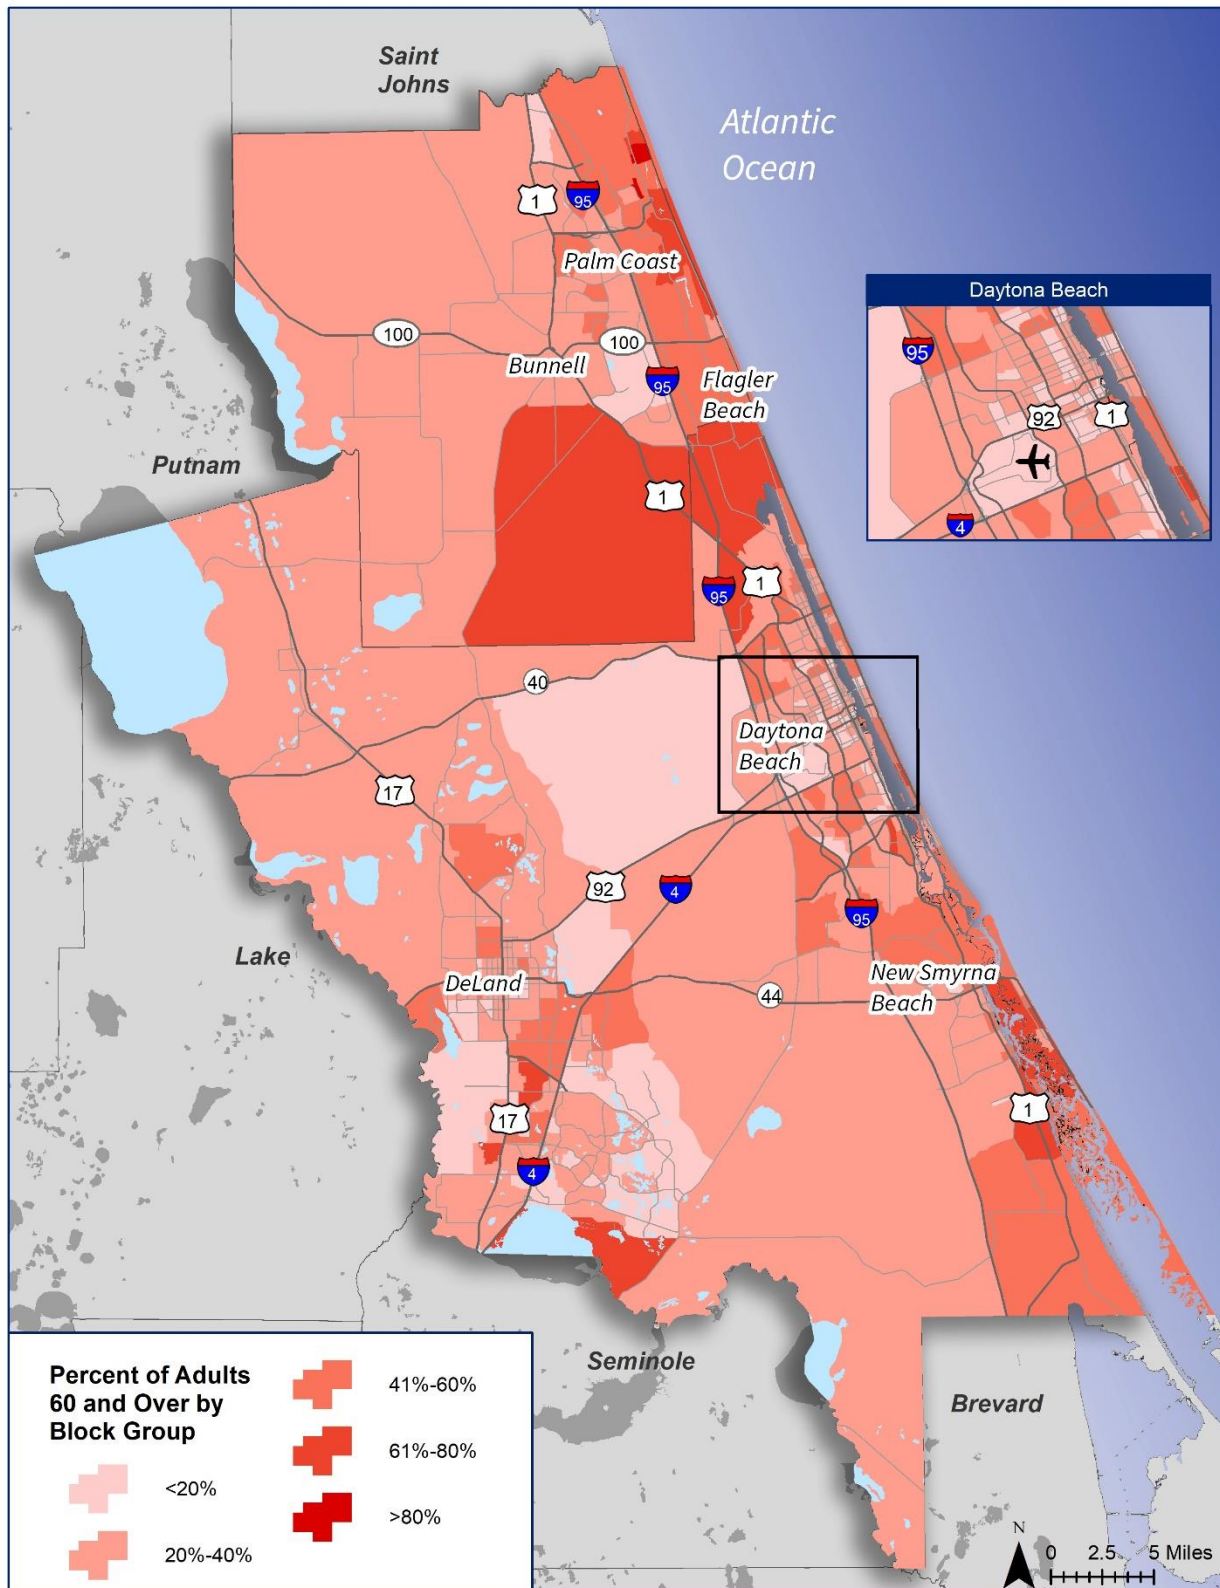 Saint
Johns
Atlantic
Ocean
1
95
Palm Coast
Daytona Beach
100
100
95
Bunnell
95
Flagler
Beach
92
1
Putnam
4
1
95
1
40
Daytona
Beach
17
92
4
95
Lake
DeLand
New Smyrna
Beach
44
1
17
4
Seminole
Brevard
Percent of Adults
60 and Over by
Block Group
<20%
20%-40%
41%-60%
61%-80%
>80%
N
0 2.5 5 Miles